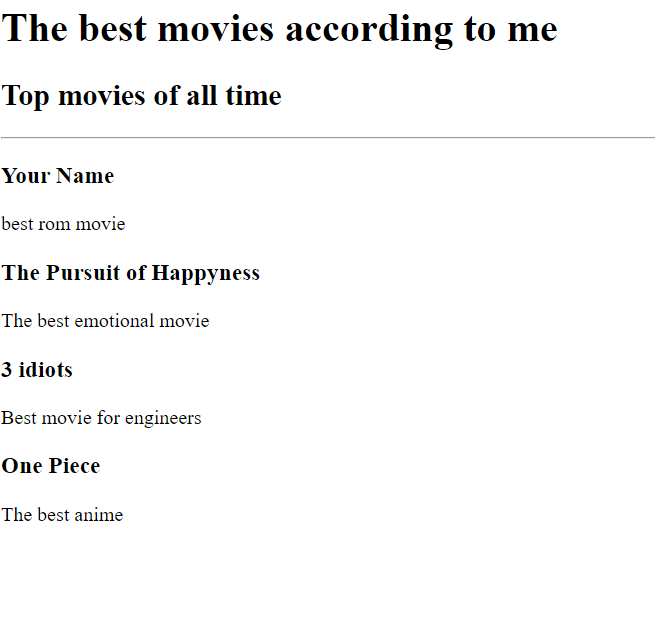 The best movies according to me
Top movies of all time
Your Name
best rom movie
The Pursuit of Happyness
The best emotional movie
3 idiots
Best movie for engineers
One Piece
The best anime